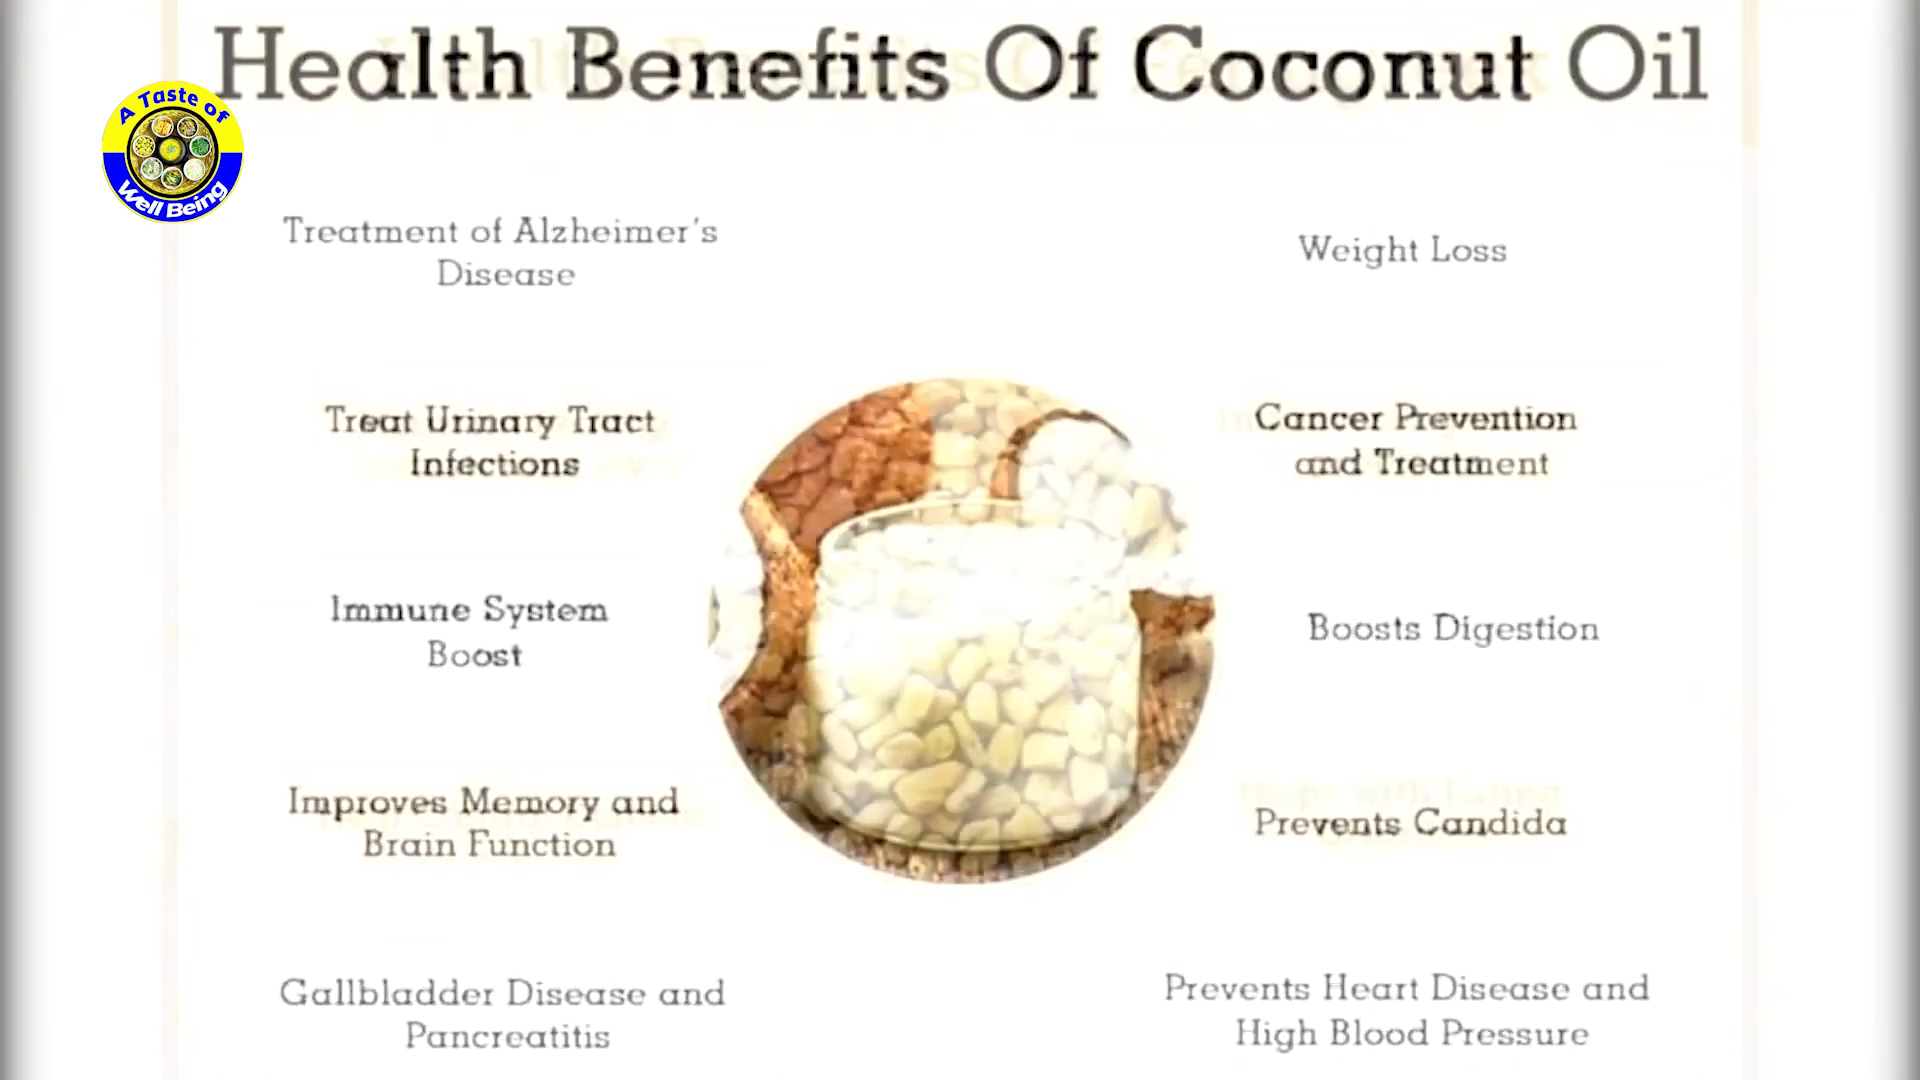 Health Benefits Of Coconut Oil
A Taste of
Well Being
Treatment of Alzheimer's
Disease
Weight Loss
Treat Urinary Tract
Infections
Cancer Prevention
and Treatment
Immune System
Boost
Boosts Digestion
Improves Memory and
Brain Function
Prevents Candida
Gallbladder Disease and
Pancreatitis
Prevents Heart Disease and
High Blood Pressure